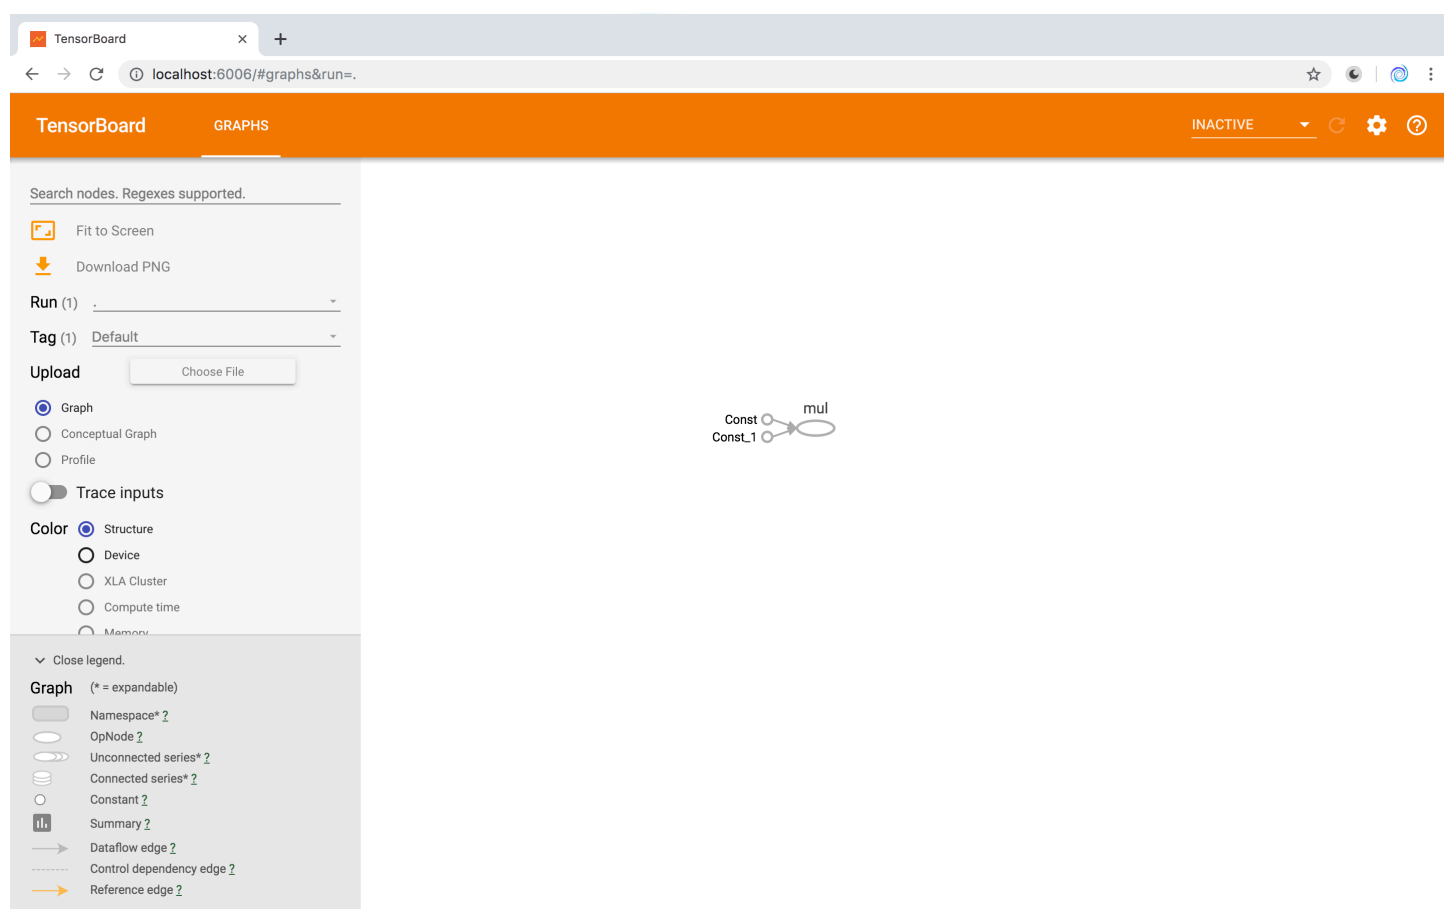 TensorBoard
localhost:6006/#graphs&run=.
TensorBoard GRAPHS INACTIVE
Search nodes. Regexes supported.
Fit to Screen
Download PNG
Run (1) .
Tag (1) Default
Upload Choose File
Graph
Conceptual Graph
Profile
Trace inputs
Color Structure
Device
XLA Cluster
Compute time
Memory
Close legend.
Graph (* = expandable)
Namespace* ?
OpNode ?
Unconnected series* ?
Connected series* ?
Constant ?
Summary ?
Dataflow edge ?
Control dependency edge ?
Reference edge ?
mul
Const
Const_1